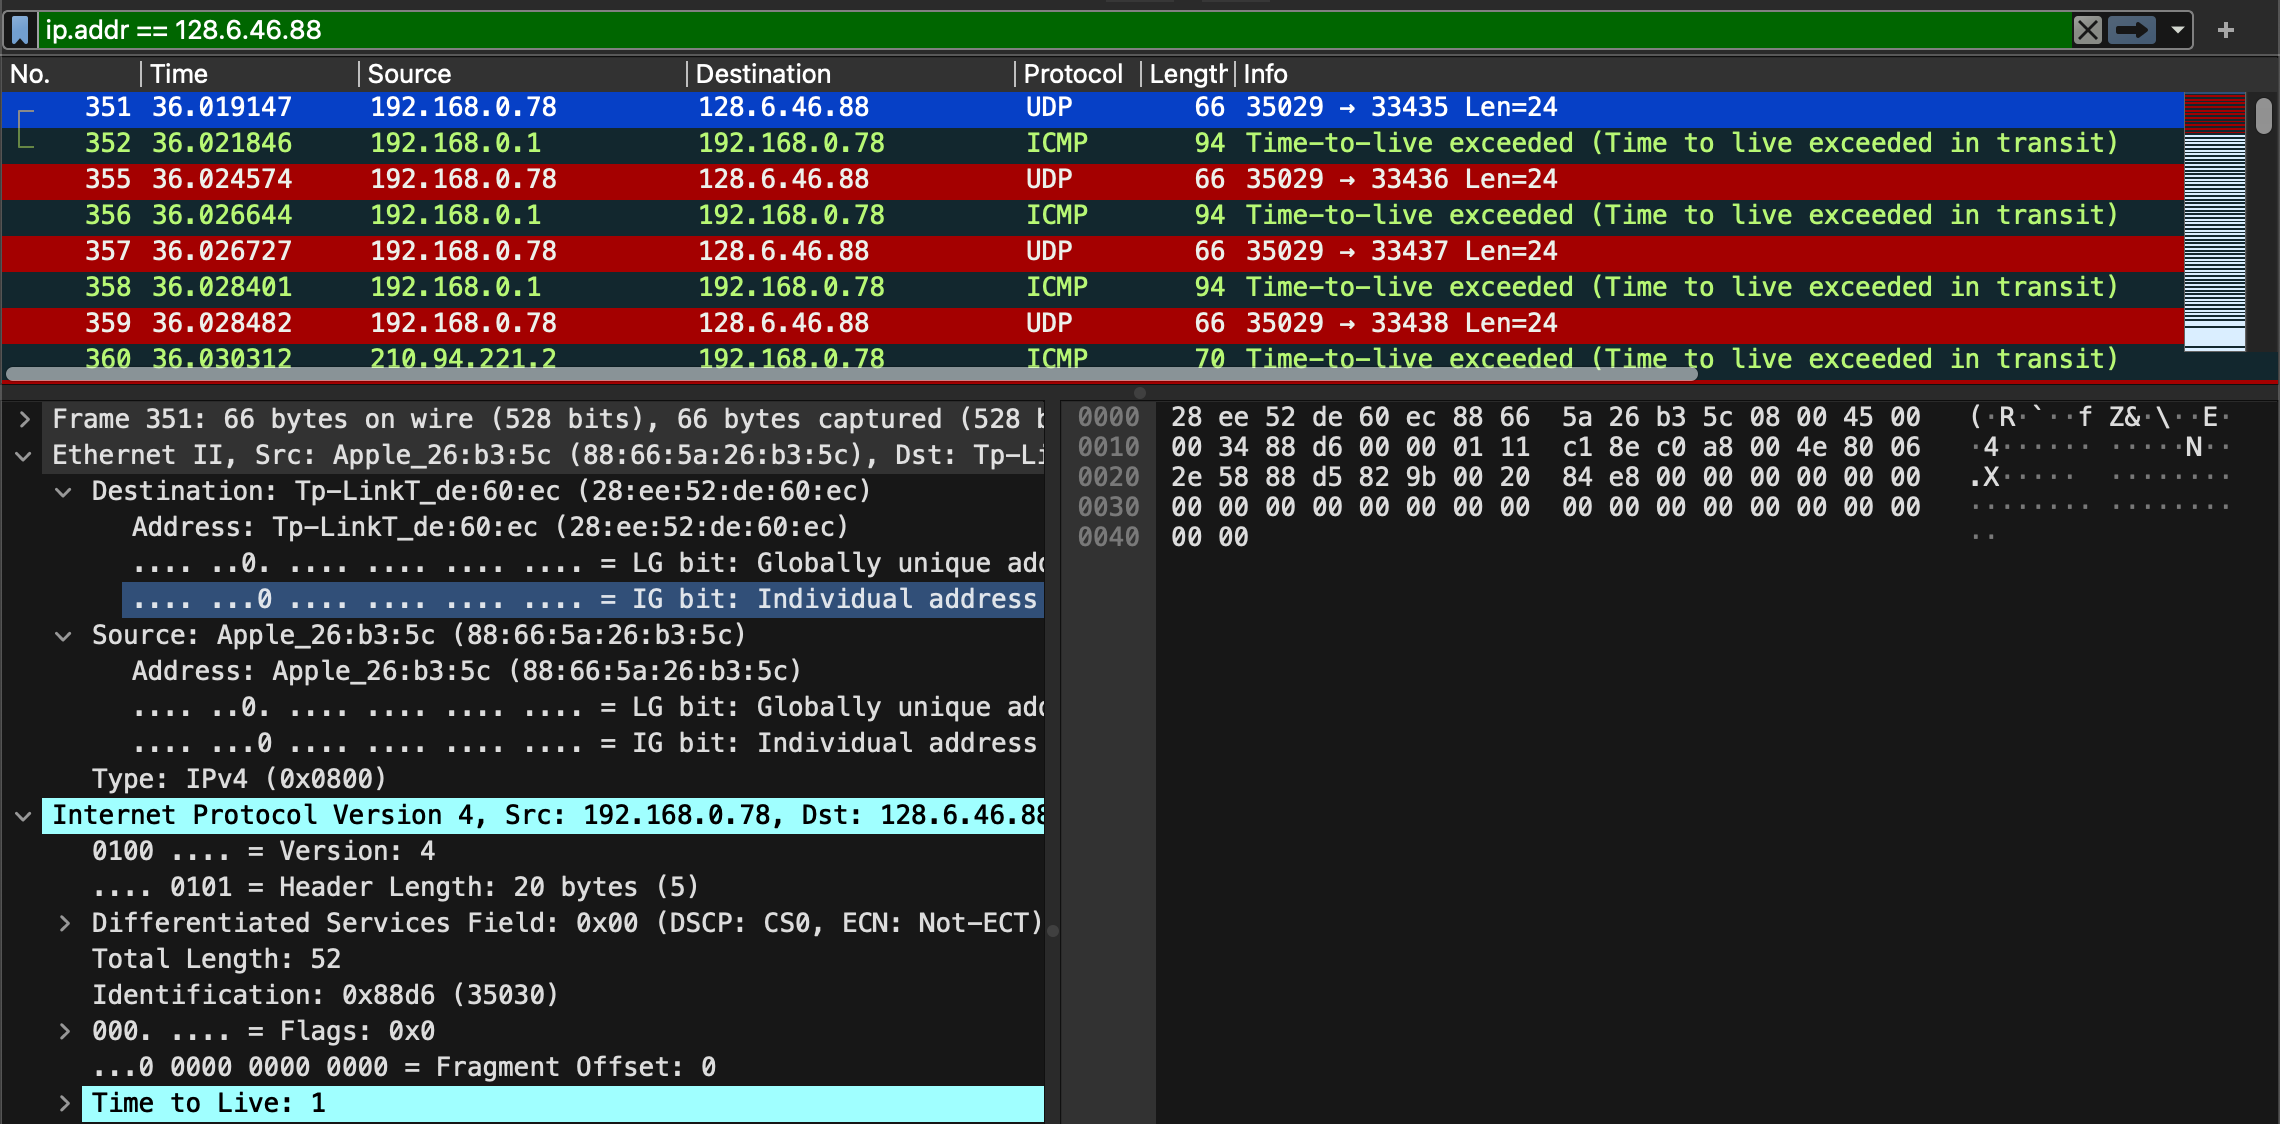 ip.addr == 128.6.46.88
No. Time Source Destination Protocol Length Info
351 36.019147 192.168.0.78 128.6.46.88 UDP 66 35029 → 33435 Len=24
352 36.021846 192.168.0.1 192.168.0.78 ICMP 94 Time-to-live exceeded (Time to live exceeded in transit)
355 36.024574 192.168.0.78 128.6.46.88 UDP 66 35029 → 33436 Len=24
356 36.026644 192.168.0.1 192.168.0.78 ICMP 94 Time-to-live exceeded (Time to live exceeded in transit)
357 36.026727 192.168.0.78 128.6.46.88 UDP 66 35029 → 33437 Len=24
358 36.028401 192.168.0.1 192.168.0.78 ICMP 94 Time-to-live exceeded (Time to live exceeded in transit)
359 36.028482 192.168.0.78 128.6.46.88 UDP 66 35029 → 33438 Len=24
360 36.030312 210.94.221.2 192.168.0.78 ICMP 70 Time-to-live exceeded (Time to live exceeded in transit)
Frame 351: 66 bytes on wire (528 bits), 66 bytes captured (528 b
Ethernet II, Src: Apple_26:b3:5c (88:66:5a:26:b3:5c), Dst: Tp-Li
Destination: Tp-LinkT_de:60:ec (28:ee:52:de:60:ec)
Address: Tp-LinkT_de:60:ec (28:ee:52:de:60:ec)
.... ..0. .... .... .... .... = LG bit: Globally unique add
.... ...0 .... .... .... .... = IG bit: Individual address
Source: Apple_26:b3:5c (88:66:5a:26:b3:5c)
Address: Apple_26:b3:5c (88:66:5a:26:b3:5c)
.... ..0. .... .... .... .... = LG bit: Globally unique add
.... ...0 .... .... .... .... = IG bit: Individual address
Type: IPv4 (0x0800)
Internet Protocol Version 4, Src: 192.168.0.78, Dst: 128.6.46.88
0100 .... = Version: 4
.... 0101 = Header Length: 20 bytes (5)
Differentiated Services Field: 0x00 (DSCP: CS0, ECN: Not-ECT)
Total Length: 52
Identification: 0x88d6 (35030)
000. .... = Flags: 0x0
...0 0000 0000 0000 = Fragment Offset: 0
Time to Live: 1
0000 28 ee 52 de 60 ec 88 66 5a 26 b3 5c 08 00 45 00 (·R·`··f Z&·\··E·
0010 00 34 88 d6 00 00 01 11 c1 8e c0 a8 00 4e 80 06 ·4······ ·····N··
0020 2e 58 88 d5 82 9b 00 20 84 e8 00 00 00 00 00 00 .X····· ········
0030 00 00 00 00 00 00 00 00 00 00 00 00 00 00 00 00 ········ ········
0040 00 00 ··